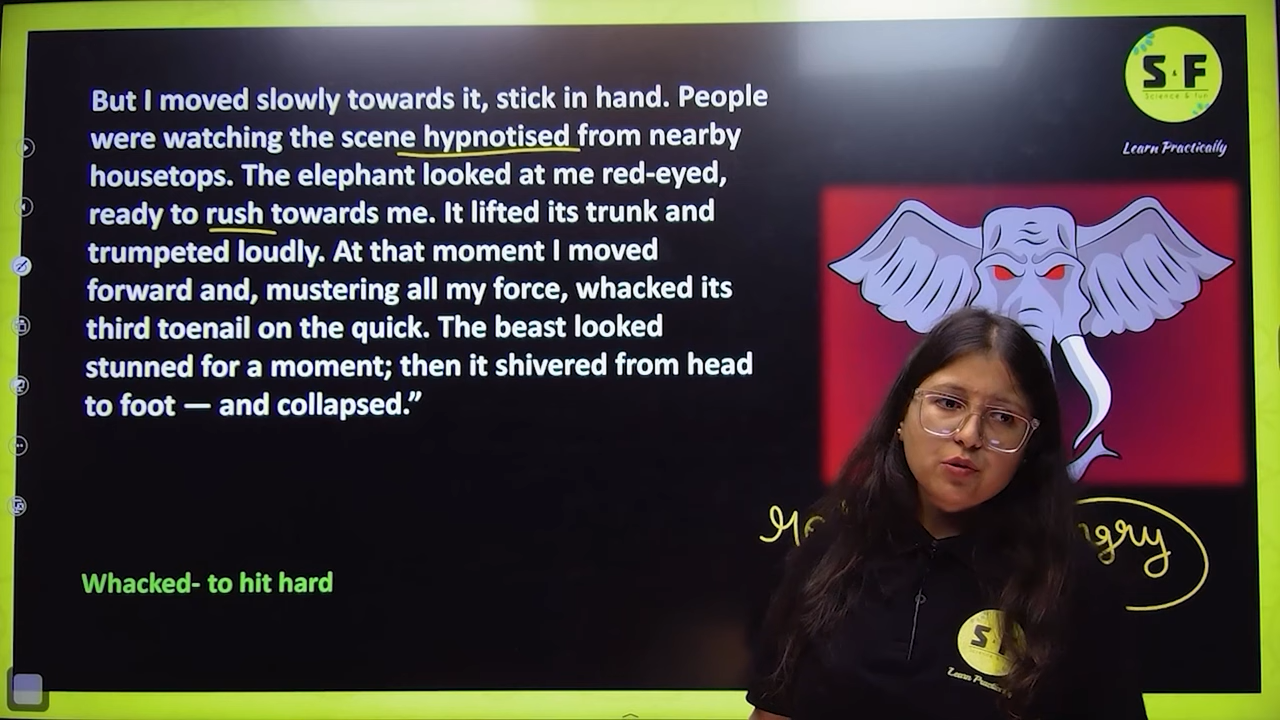 But I moved slowly towards it, stick in hand. People
were watching the scene hypnotised from nearby
housetops. The elephant looked at me red-eyed,
ready to rush towards me. It lifted its trunk and
trumpeted loudly. At that moment I moved
forward and, mustering all my force, whacked its
third toenail on the quick. The beast looked
stunned for a moment; then it shivered from head
to foot — and collapsed.”
Whacked- to hit hard
S&F
Science & fun
Learn Practically